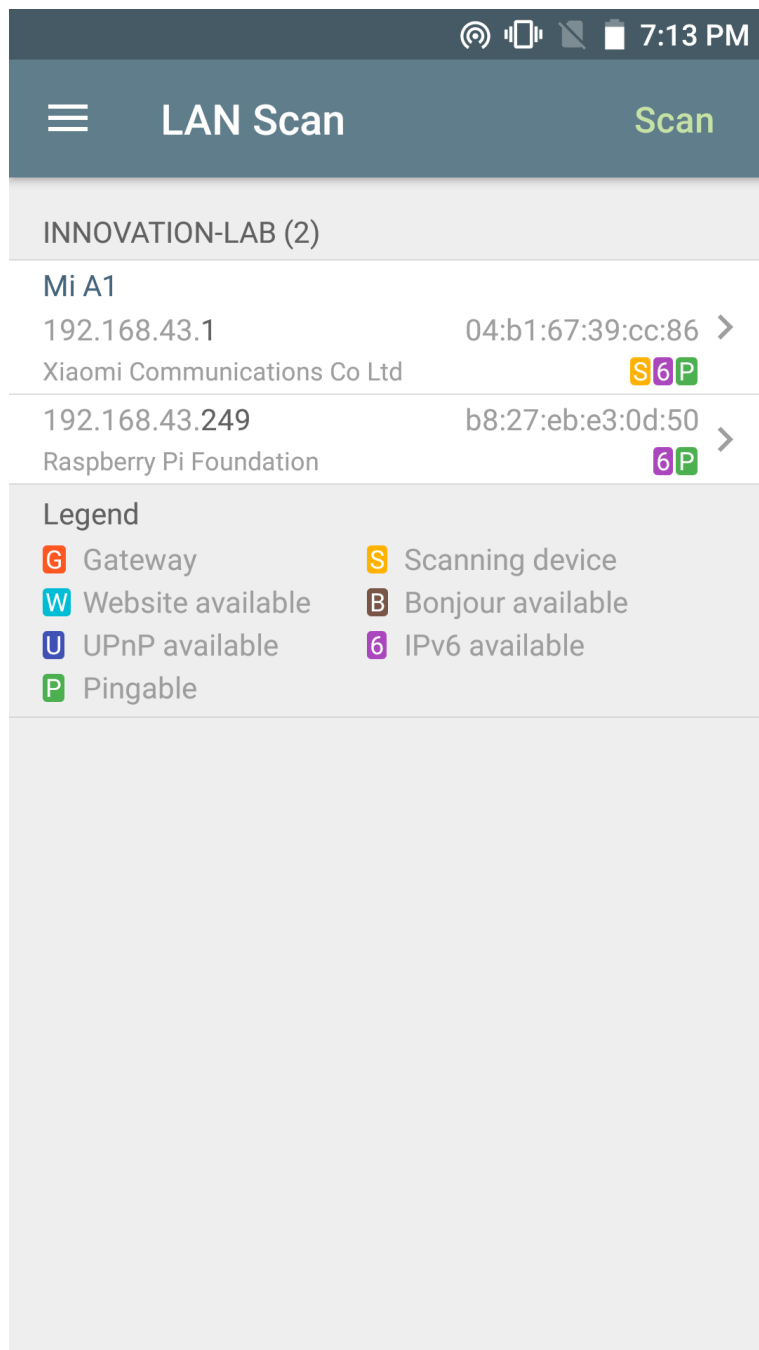 7:13 PM
LAN Scan Scan
INNOVATION-LAB (2)
Mi A1
192.168.43.1 04:b1:67:39:cc:86
Xiaomi Communications Co Ltd S 6 P
192.168.43.249 b8:27:eb:e3:0d:50
Raspberry Pi Foundation 6 P
Legend
G Gateway S Scanning device
W Website available B Bonjour available
U UPnP available 6 IPv6 available
P Pingable